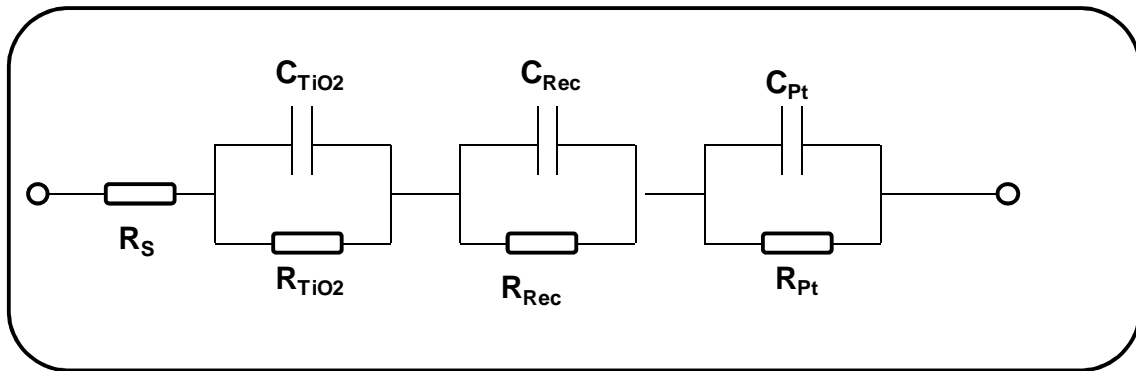 C_TiO2
C_Rec
C_Pt
R_S
R_TiO2
R_Rec
R_Pt